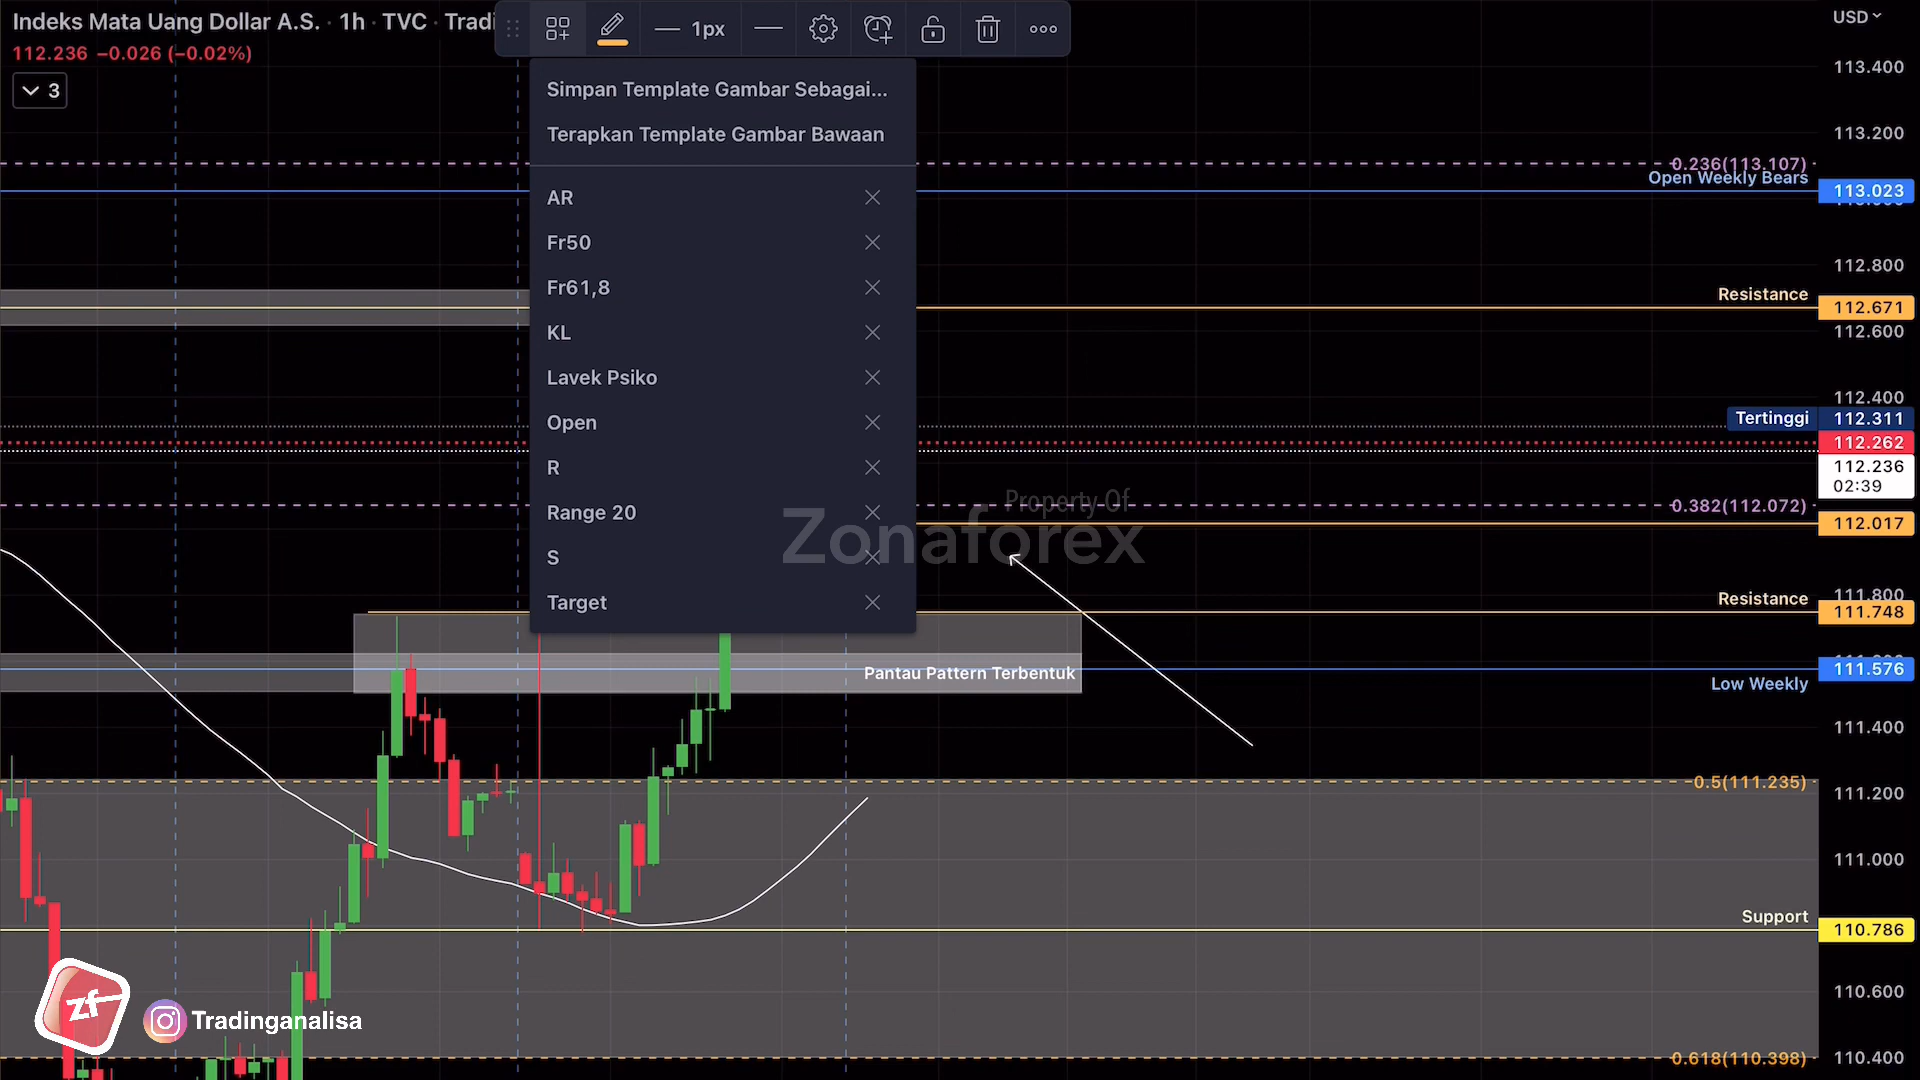 Indeks Mata Uang Dollar A.S. · 1h · TVC · Tradi
112.236 −0.026 (−0.02%)
3
1px
USD
Simpan Template Gambar Sebagai...
Terapkan Template Gambar Bawaan
AR
Fr50
Fr61,8
KL
Lavek Psiko
Open
R
Range 20
S
Target
113.400
113.200
0.236(113.107)
Open Weekly Bears
113.023
112.800
Resistance
112.671
112.600
112.400
Tertinggi
112.311
112.262
112.236
02:39
Property Of
Zonaforex
0.382(112.072)
112.017
111.800
Resistance
111.748
Pantau Pattern Terbentuk
111.576
Low Weekly
111.400
0.5(111.235)
111.200
111.000
Support
110.786
110.600
0.618(110.398)
110.400
zf
Tradinganalisa